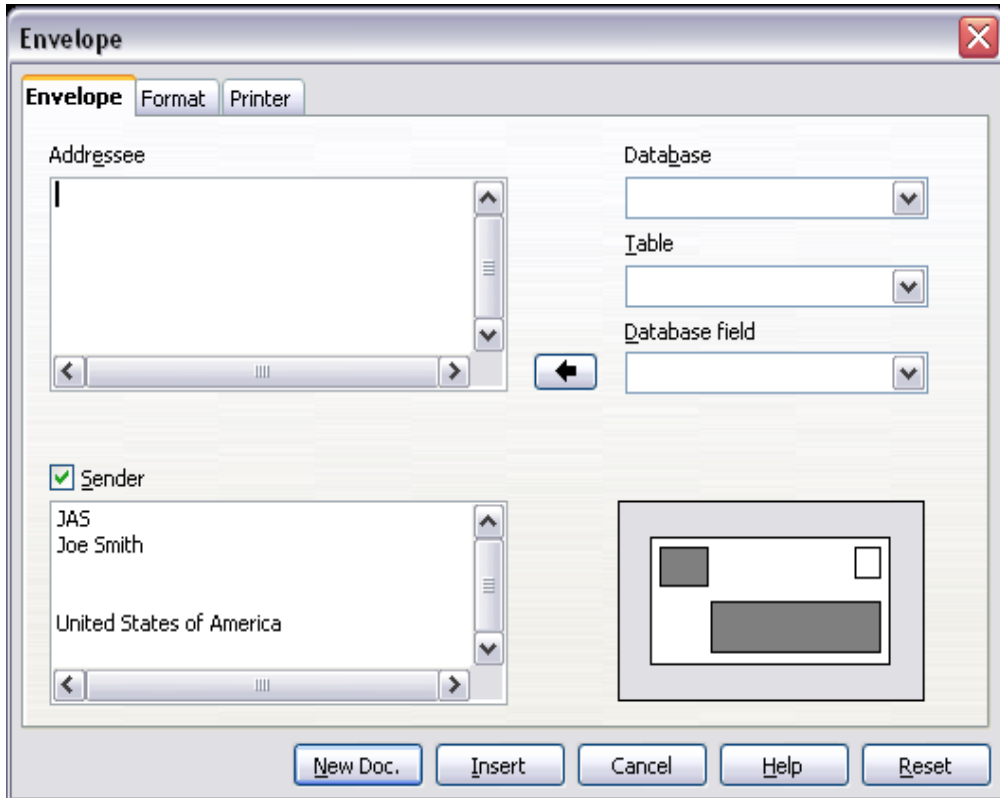 Envelope
Envelope Format Printer
Addressee
Database
Table
Database field
Sender
JAS
Joe Smith
United States of America
New Doc. Insert Cancel Help Reset